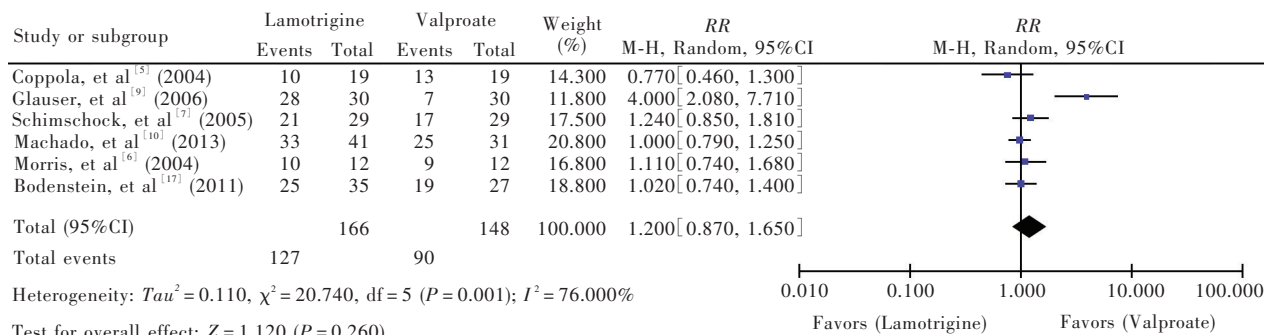 Study or subgroup Lamotrigine Valproate Weight (%) RR M-H, Random, 95%CI RR M-H, Random, 95%CI
Events Total Events Total
Coppola, et al[5] (2004) 10 19 13 19 14.300 0.770[0.460, 1.300]
Glauser, et al[9] (2006) 28 30 7 30 11.800 4.000[2.080, 7.710]
Schimschock, et al[7] (2005) 21 29 17 29 17.500 1.240[0.850, 1.810]
Machado, et al[10] (2013) 33 41 25 31 20.800 1.000[0.790, 1.250]
Morris, et al[6] (2004) 10 12 9 12 16.800 1.110[0.740, 1.680]
Bodenstein, et al[17] (2011) 25 35 19 27 18.800 1.020[0.740, 1.400]
Total (95%CI) 166 148 100.000 1.200[0.870, 1.650]
Total events 127 90
Heterogeneity: Tau² = 0.110, χ² = 20.740, df = 5 (P = 0.001); I² = 76.000%
Test for overall effect: Z = 1.120 (P = 0.260)
0.010 0.100 1.000 10.000 100.000
Favors (Lamotrigine) Favors (Valproate)